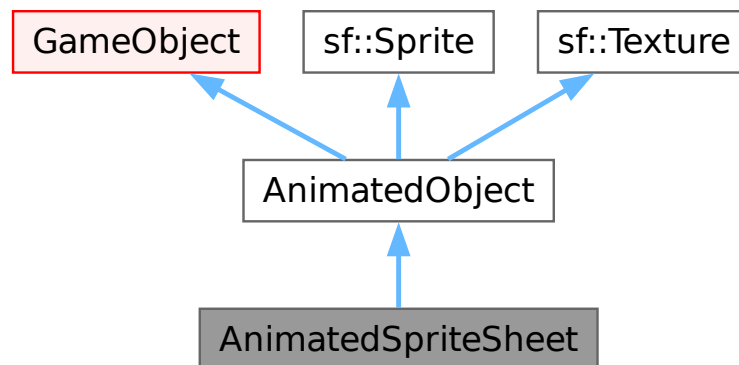 GameObject
sf::Sprite
sf::Texture
AnimatedObject
AnimatedSpriteSheet